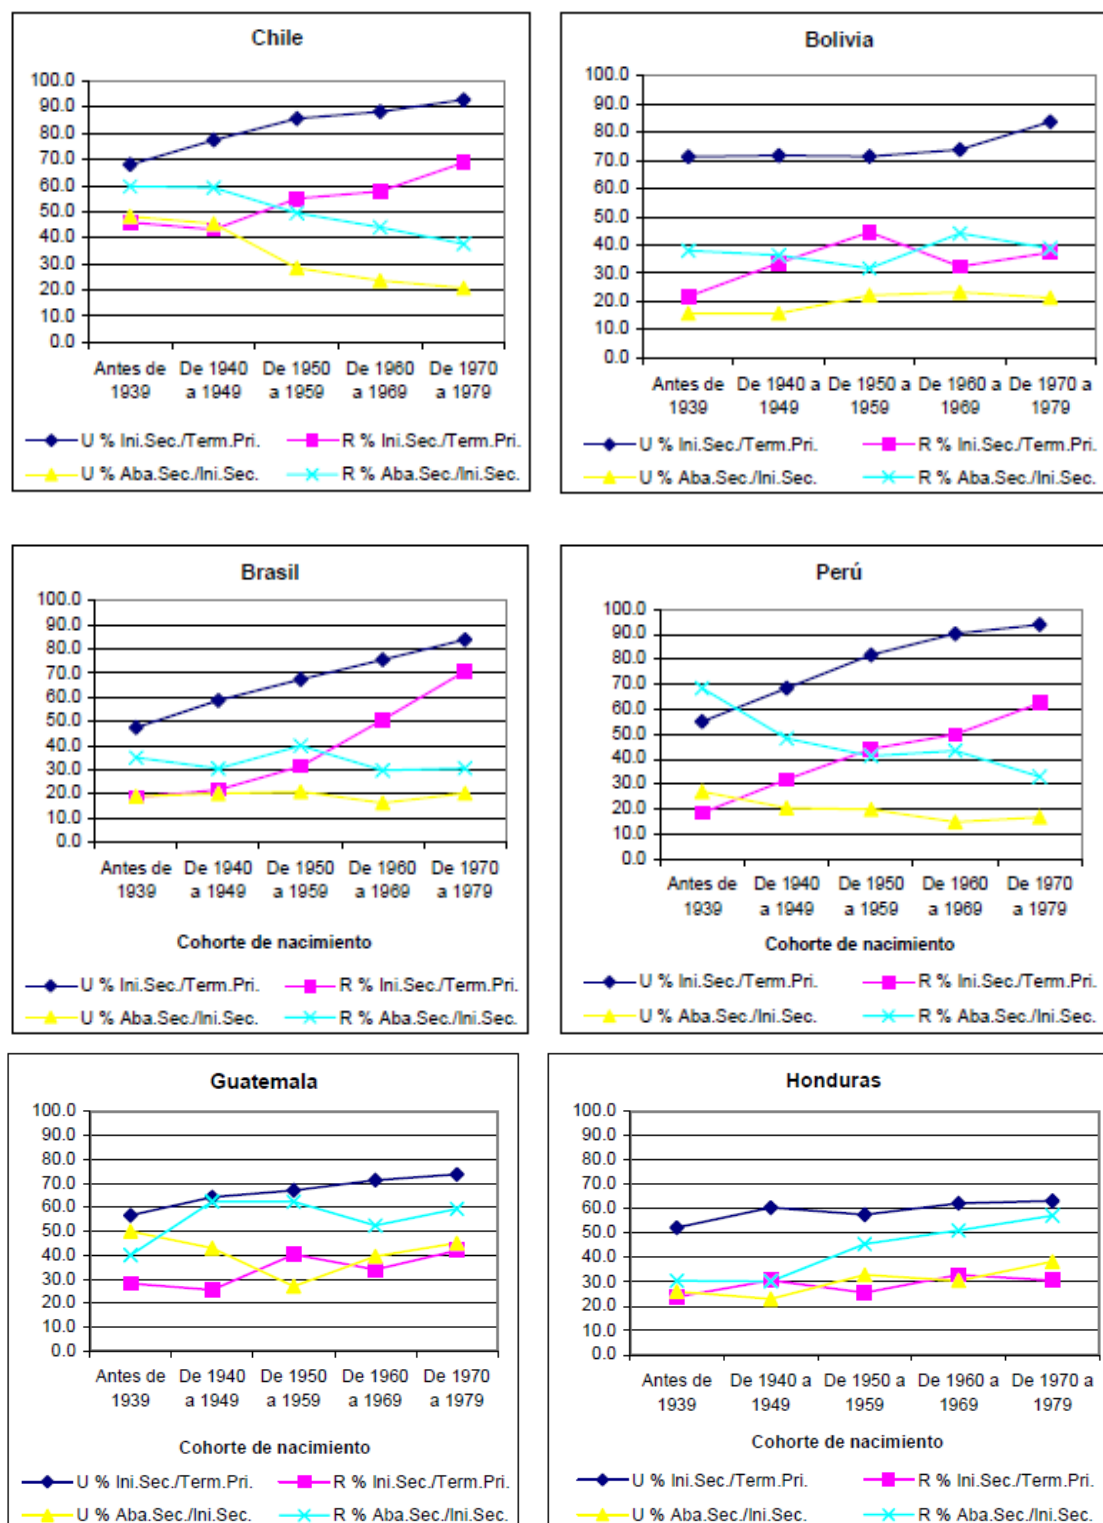 Chile
100.0
90.0
80.0
70.0
60.0
50.0
40.0
30.0
20.0
10.0
0.0
Antes de De 1940 De 1950 De 1960 De 1970
1939 a 1949 a 1959 a 1969 a 1979
U % Ini.Sec./Term.Pri. R % Ini.Sec./Term.Pri.
U % Aba.Sec./Ini.Sec. R % Aba.Sec./Ini.Sec.
Bolivia
100.0
90.0
80.0
70.0
60.0
50.0
40.0
30.0
20.0
10.0
0.0
Antes de De 1940 a De 1950 a De 1960 a De 1970 a
1939 1949 1959 1969 1979
U % Ini.Sec./Term.Pri. R % Ini.Sec./Term.Pri.
U % Aba.Sec./Ini.Sec. R % Aba.Sec./Ini.Sec.
Brasil
100.0
90.0
80.0
70.0
60.0
50.0
40.0
30.0
20.0
10.0
0.0
Antes de De 1940 De 1950 De 1960 De 1970
1939 a 1949 a 1959 a 1969 a 1979
Cohorte de nacimiento
U % Ini.Sec./Term.Pri. R % Ini.Sec./Term.Pri.
U % Aba.Sec./Ini.Sec. R % Aba.Sec./Ini.Sec.
Perú
100.0
90.0
80.0
70.0
60.0
50.0
40.0
30.0
20.0
10.0
0.0
Antes de De 1940 De 1950 De 1960 De 1970
1939 a 1949 a 1959 a 1969 a 1979
Cohorte de nacimiento
U % Ini.Sec./Term.Pri. R % Ini.Sec./Term.Pri.
U % Aba.Sec./Ini.Sec. R % Aba.Sec./Ini.Sec.
Guatemala
100.0
90.0
80.0
70.0
60.0
50.0
40.0
30.0
20.0
10.0
0.0
Antes de De 1940 De 1950 De 1960 De 1970
1939 a 1949 a 1959 a 1969 a 1979
Cohorte de nacimiento
U % Ini.Sec./Term.Pri. R % Ini.Sec./Term.Pri.
U % Aba.Sec./Ini.Sec. R % Aba.Sec./Ini.Sec.
Honduras
100.0
90.0
80.0
70.0
60.0
50.0
40.0
30.0
20.0
10.0
0.0
Antes de De 1940 a De 1950 a De 1960 a De 1970 a
1939 1949 1959 1969 1979
Cohorte de nacimiento
U % Ini.Sec./Term.Pri. R % Ini.Sec./Term.Pri.
U % Aba.Sec./Ini.Sec. R % Aba.Sec./Ini.Sec.